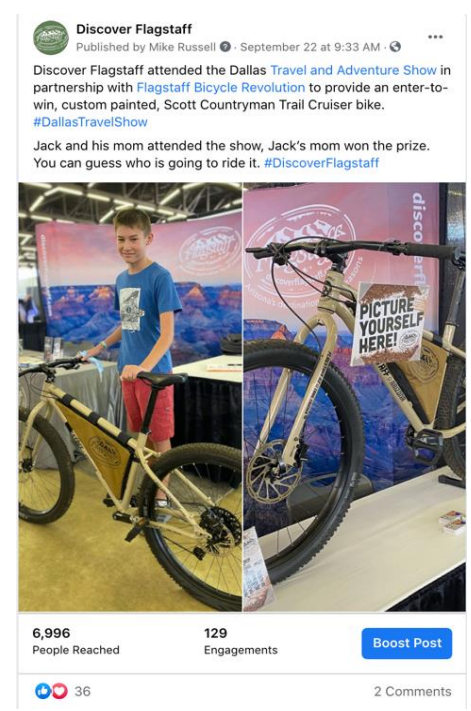 Discover Flagstaff
Published by Mike Russell · September 22 at 9:33 AM ·
Discover Flagstaff attended the Dallas Travel and Adventure Show in
partnership with Flagstaff Bicycle Revolution to provide an enter-to-
win, custom painted, Scott Countryman Trail Cruiser bike.
#DallasTravelShow
Jack and his mom attended the show, Jack's mom won the prize.
You can guess who is going to ride it. #DiscoverFlagstaff
PICTURE
YOURSELF
HERE!
6,996
People Reached
129
Engagements
Boost Post
36
2 Comments